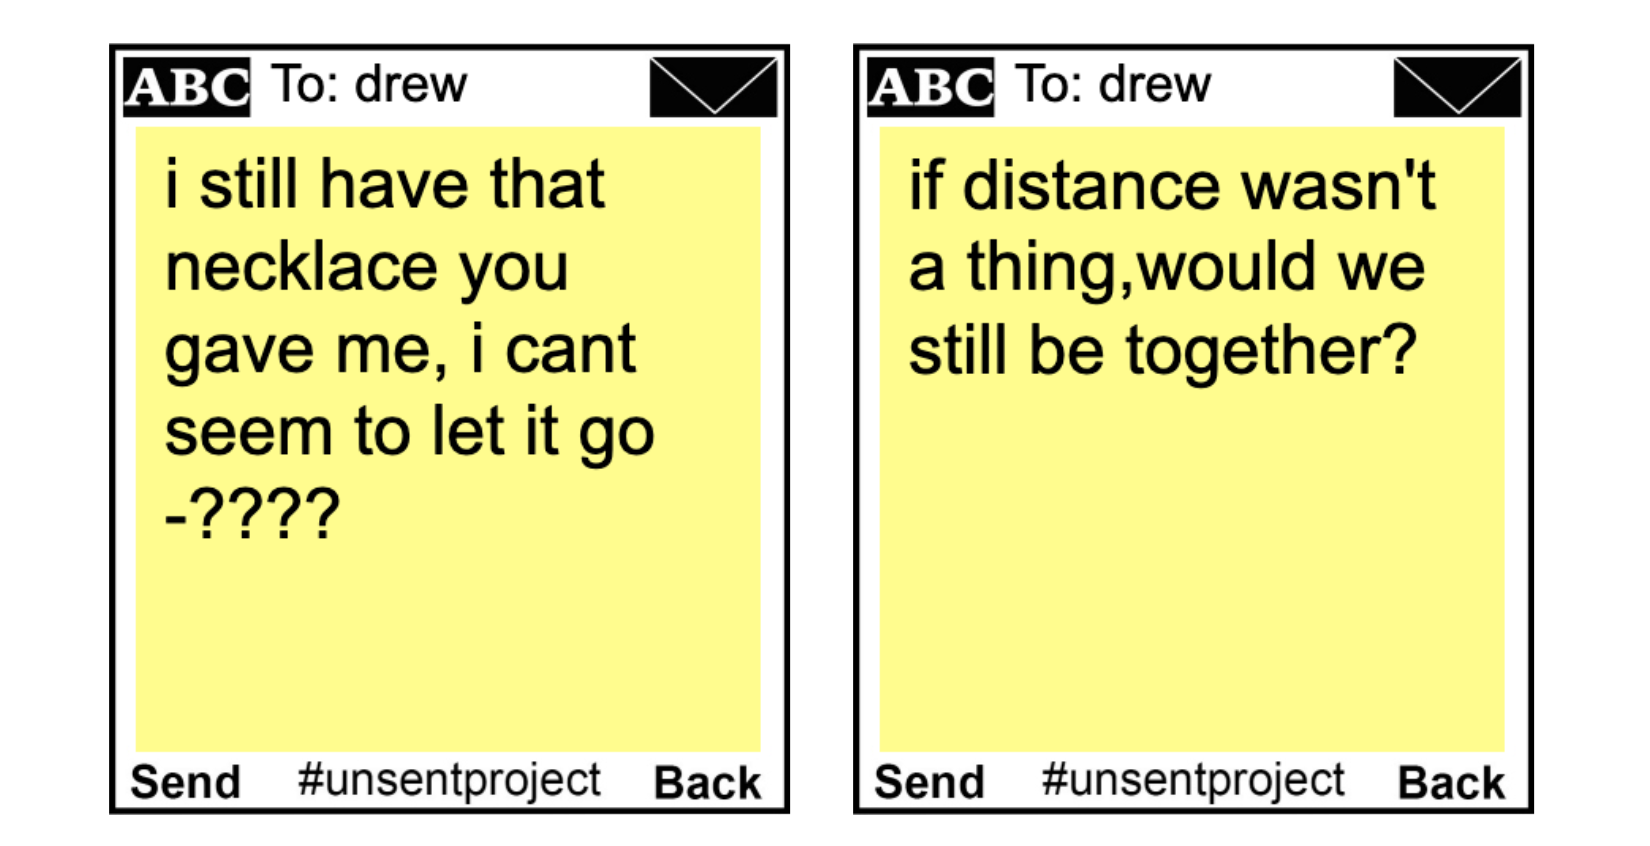 ABC To: drew
i still have that
necklace you
gave me, i cant
seem to let it go
-????
Send #unsentproject Back
ABC To: drew
if distance wasn't
a thing,would we
still be together?
Send #unsentproject Back